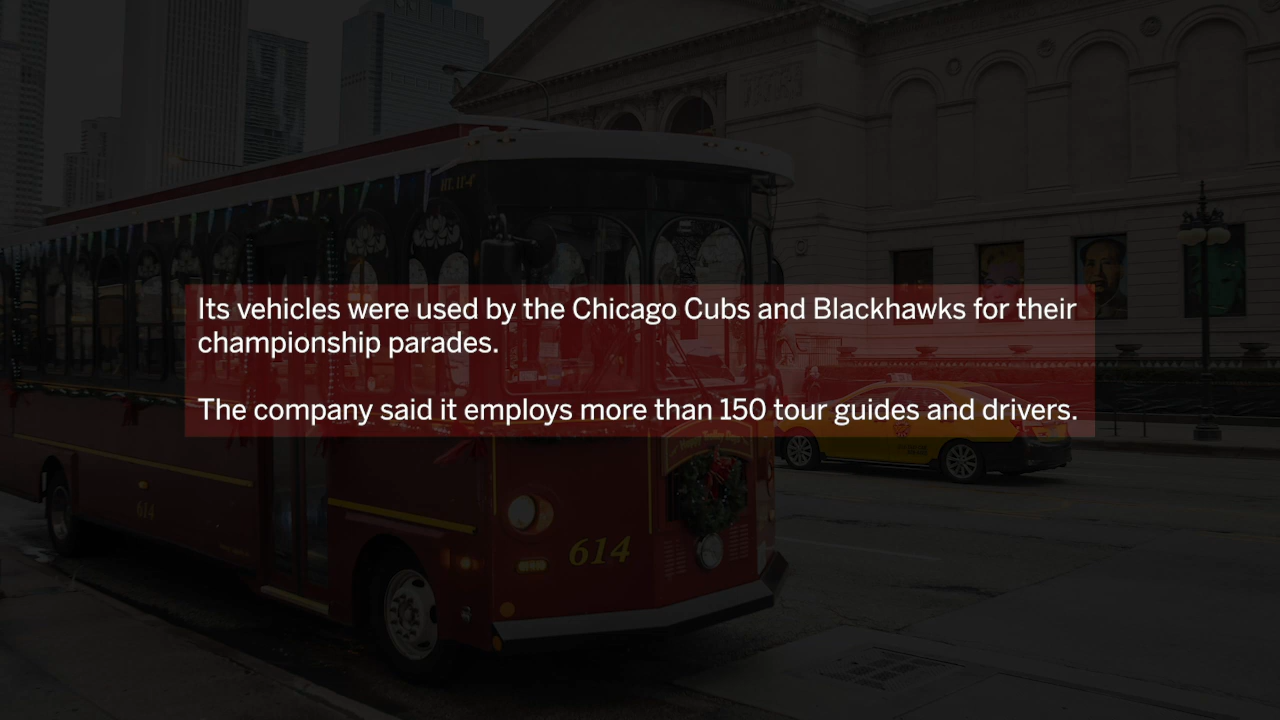 Its vehicles were used by the Chicago Cubs and Blackhawks for their
championship parades.
The company said it employs more than 150 tour guides and drivers.
614
614